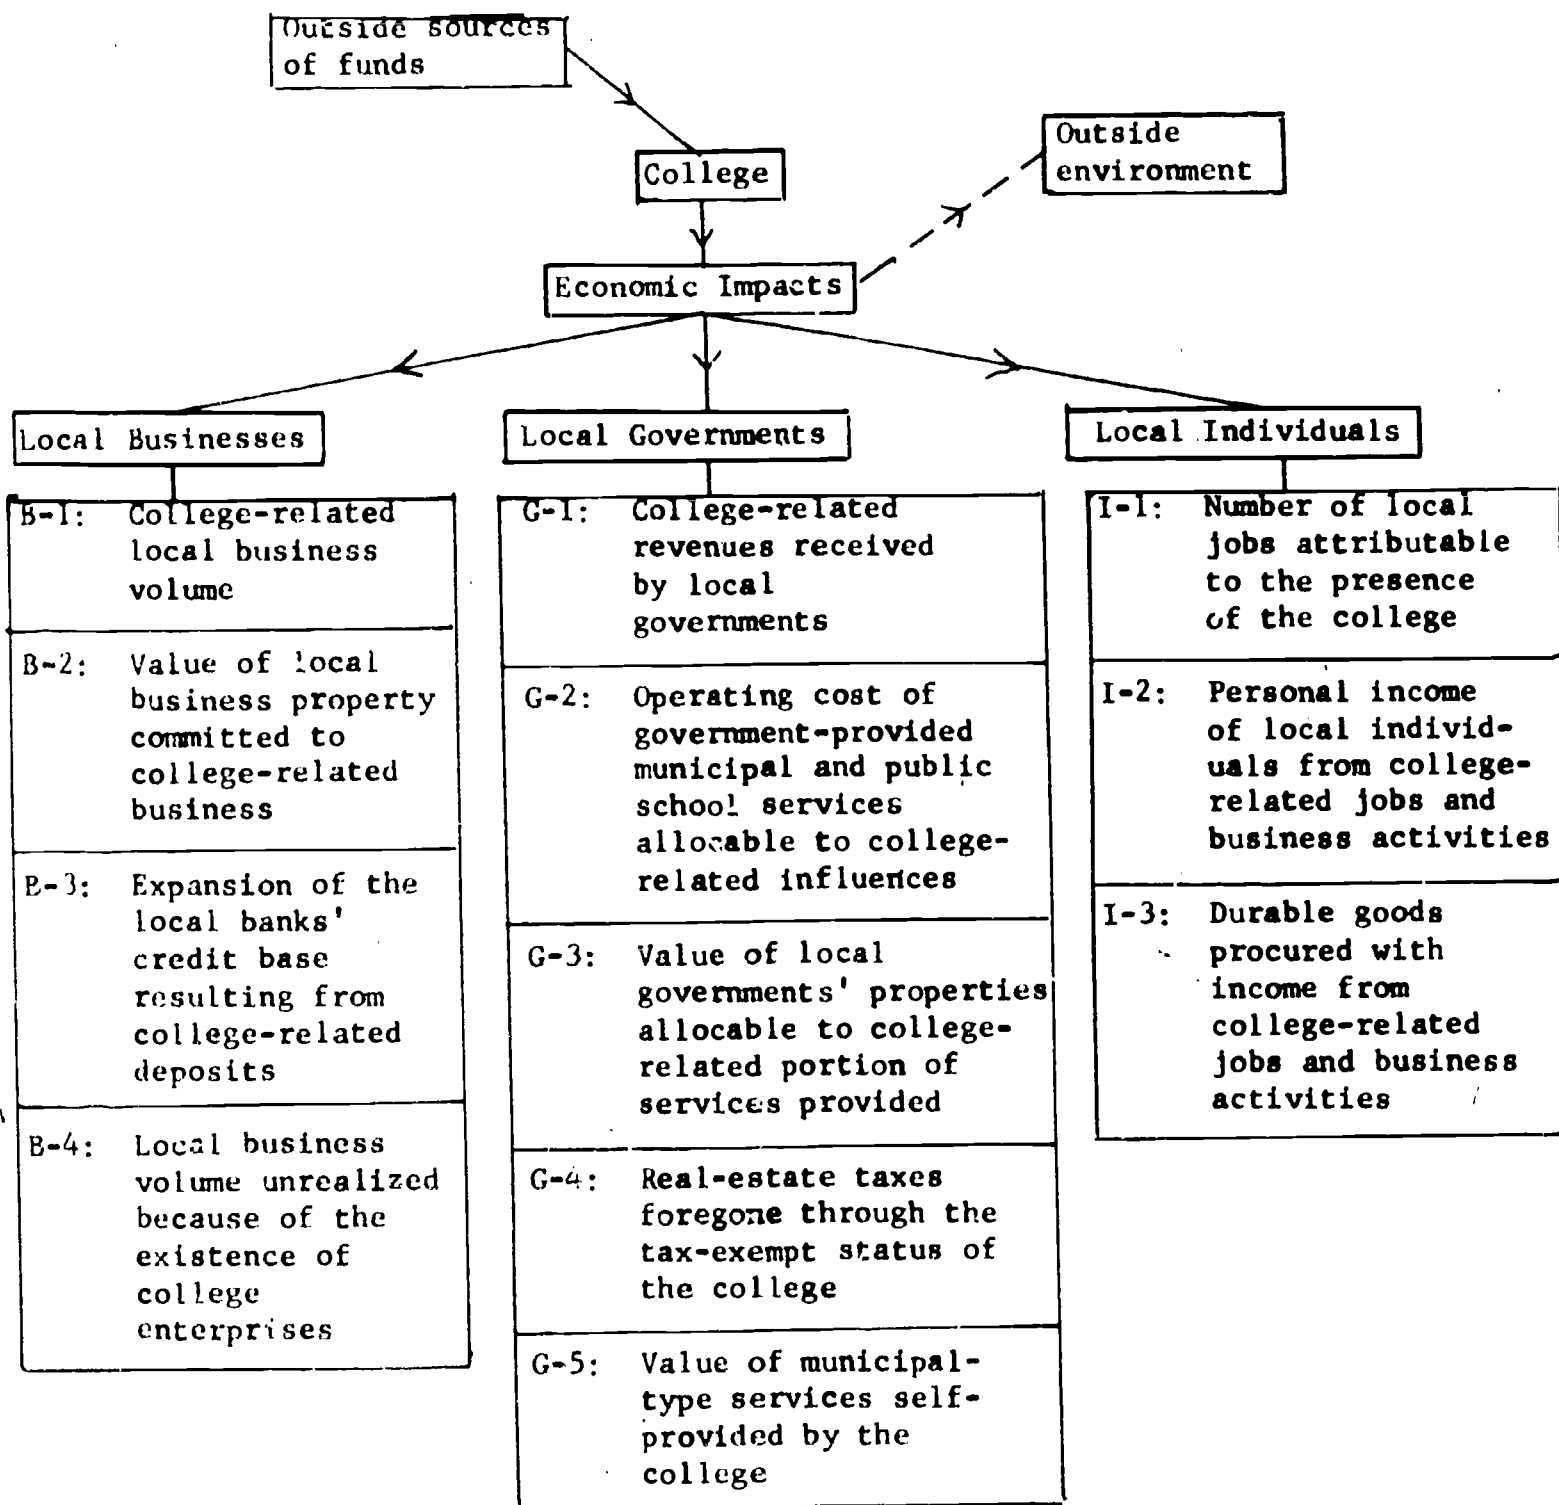 Outside sources
of funds
Outside
environment
College
Economic Impacts
Local Businesses
B-1: College-related
local business
volume
B-2: Value of local
business property
committed to
college-related
business
B-3: Expansion of the
local banks'
credit base
resulting from
college-related
deposits
B-4: Local business
volume unrealized
because of the
existence of
college
enterprises
Local Governments
G-1: College-related
revenues received
by local
governments
G-2: Operating cost of
government-provided
municipal and public
school services
allocable to college-
related influences
G-3: Value of local
governments' properties
allocable to college-
related portion of
services provided
G-4: Real-estate taxes
foregone through the
tax-exempt status of
the college
G-5: Value of municipal-
type services self-
provided by the
college
Local Individuals
I-1: Number of local
jobs attributable
to the presence
of the college
I-2: Personal income
of local individ-
uals from college-
related jobs and
business activities
I-3: Durable goods
procured with
income from
college-related
jobs and business
activities